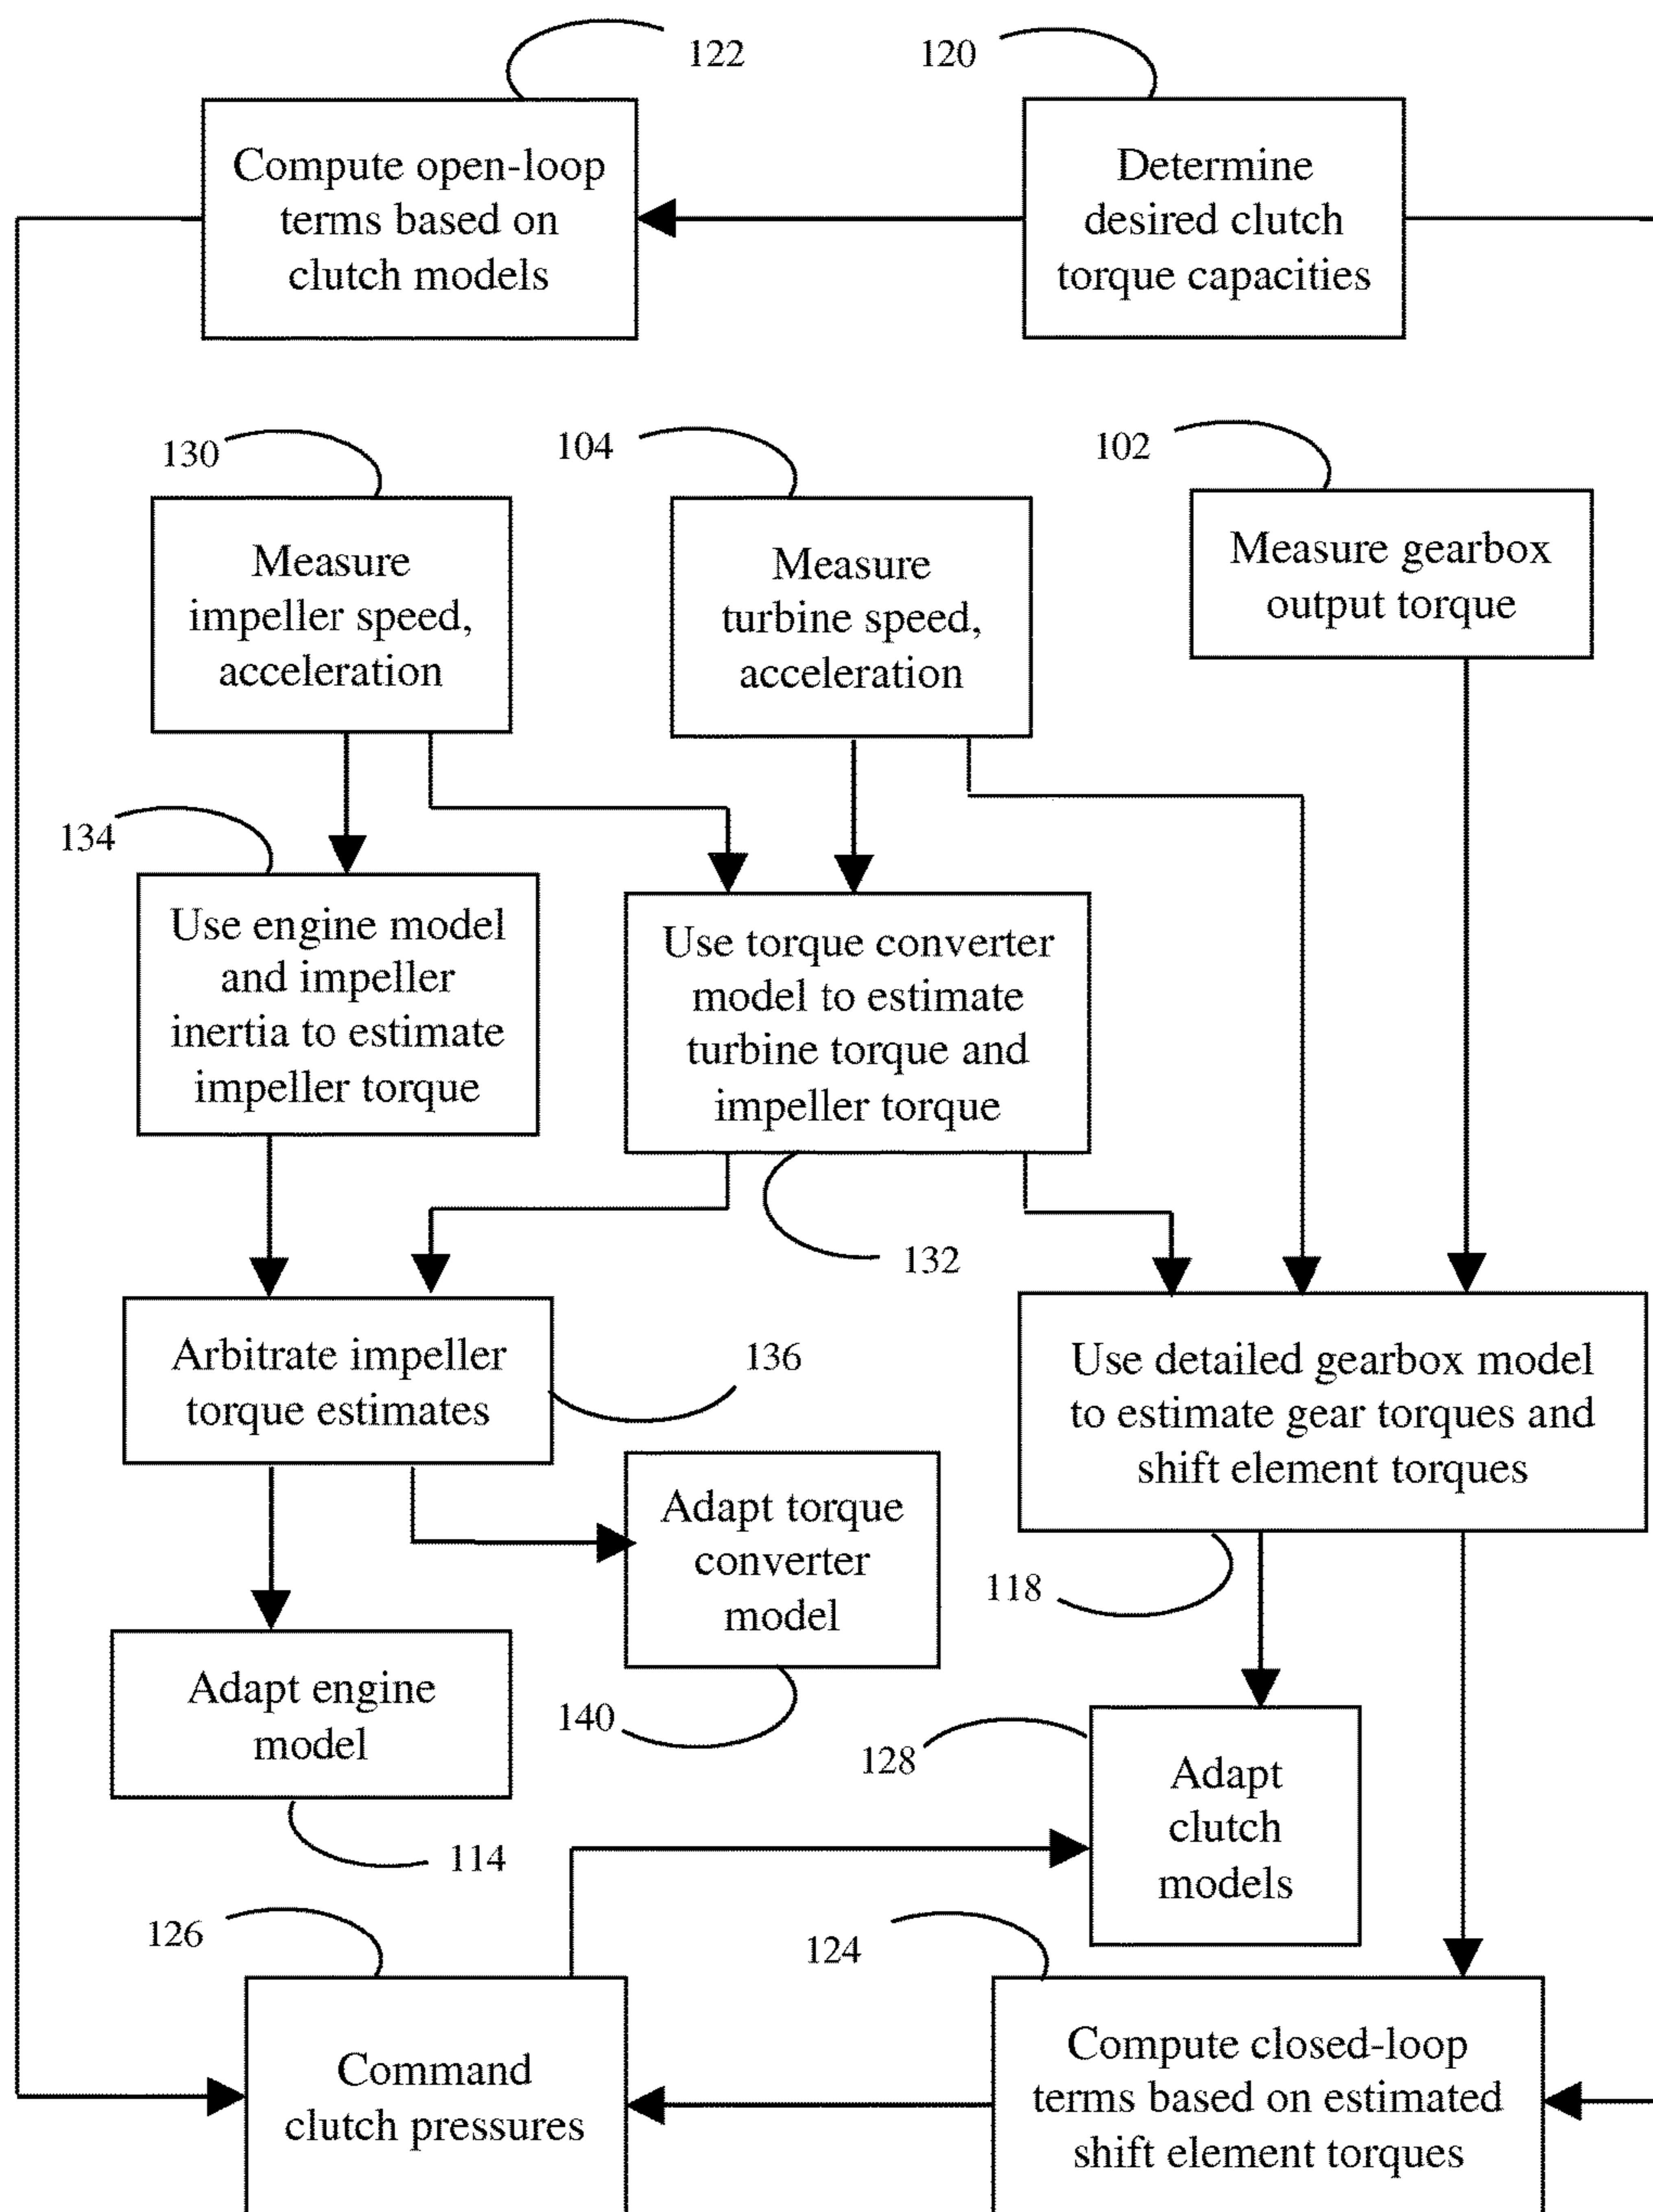 122
120
Compute open-loop
terms based on
clutch models
Determine
desired clutch
torque capacities
130
104
102
Measure
impeller speed,
acceleration
Measure
turbine speed,
acceleration
Measure gearbox
output torque
134
Use engine model
and impeller
inertia to estimate
impeller torque
Use torque converter
model to estimate
turbine torque and
impeller torque
132
Arbitrate impeller
torque estimates
136
Use detailed gearbox model
to estimate gear torques and
shift element torques
Adapt torque
converter
model
118
Adapt engine
model
140
128
Adapt
clutch
models
114
126
124
Command
clutch pressures
Compute closed-loop
terms based on estimated
shift element torques